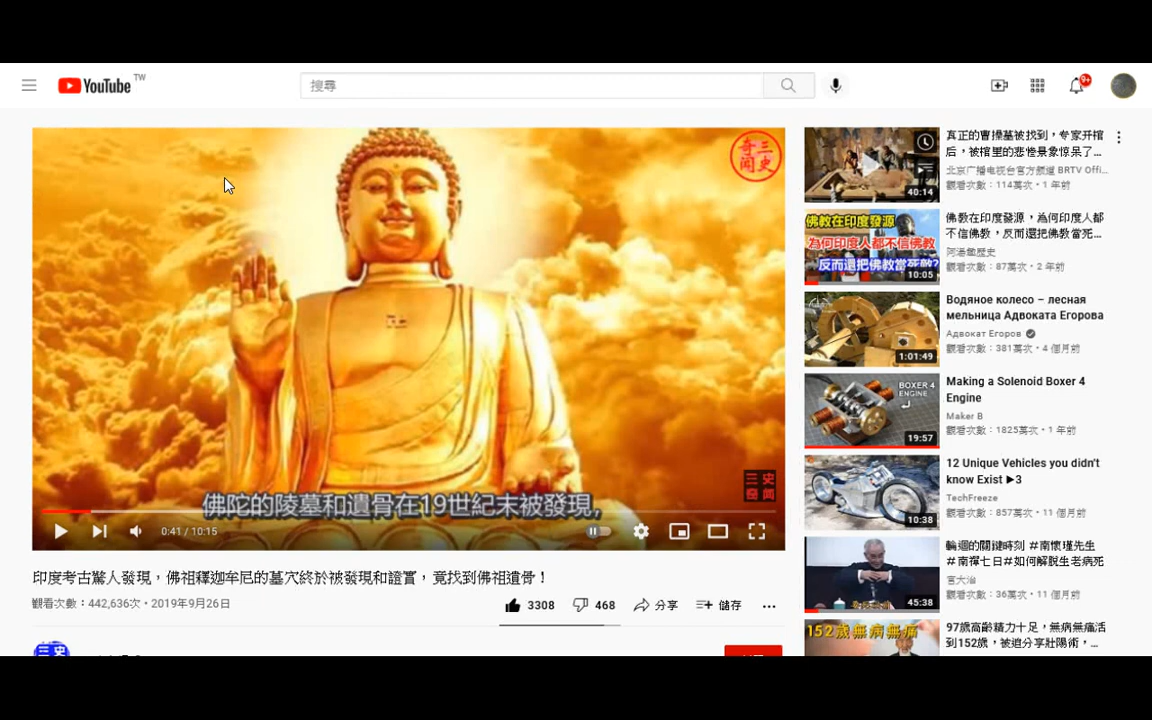 YouTube TW
搜尋
9+
三史
奇聞
三史
奇聞
佛陀的陵墓和遺骨在19世紀末被發現,
0:41 / 10:15
印度考古驚人發現，佛祖釋迦牟尼的墓穴終於被發現和證實，竟找到佛祖遺骨！
觀看次數：442,636次・2019年9月26日
3308
468
分享
儲存
三史
40:14
真正的曹操墓被找到，专家开棺
后，被棺里的悲惨景象惊呆了...
北京广播电视台官方频道 BRTV Offi...
觀看次數：114萬次・1 年前
佛教在印度發源
為何印度人都不信佛教
反而還把佛教當死敵?
10:05
佛教在印度發源，為何印度人都
不信佛教，反而還把佛教當死...
觀看次數：87萬次・2 年前
1:01:49
Водяное колесо – лесная
мельница Адвоката Егорова
Адвокат Егоров
觀看次數：381萬次・4 個月前
BOXER 4
ENGINE
19:57
Making a Solenoid Boxer 4
Engine
Maker B
觀看次數：1825萬次・1 年前
10:38
12 Unique Vehicles you didn't
know Exist ▶3
TechFreeze
觀看次數：857萬次・11 個月前
45:38
輪迴的關鍵時刻 #南懷瑾先生
#南禪七日#如何解脫生老病死
宮大治
觀看次數：36萬次・11 個月前
152歲無病無痛
97歲高齡精力十足，無病無痛活
到152歲，被迫分享壯陽術，...